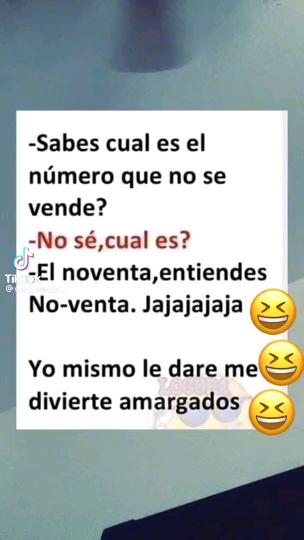 -Sabes cual es el
número que no se
vende?
-No sé,cual es?
-El noventa,entiendes
No-venta. Jajajajaja
Yo mismo le dare me
divierte amargados